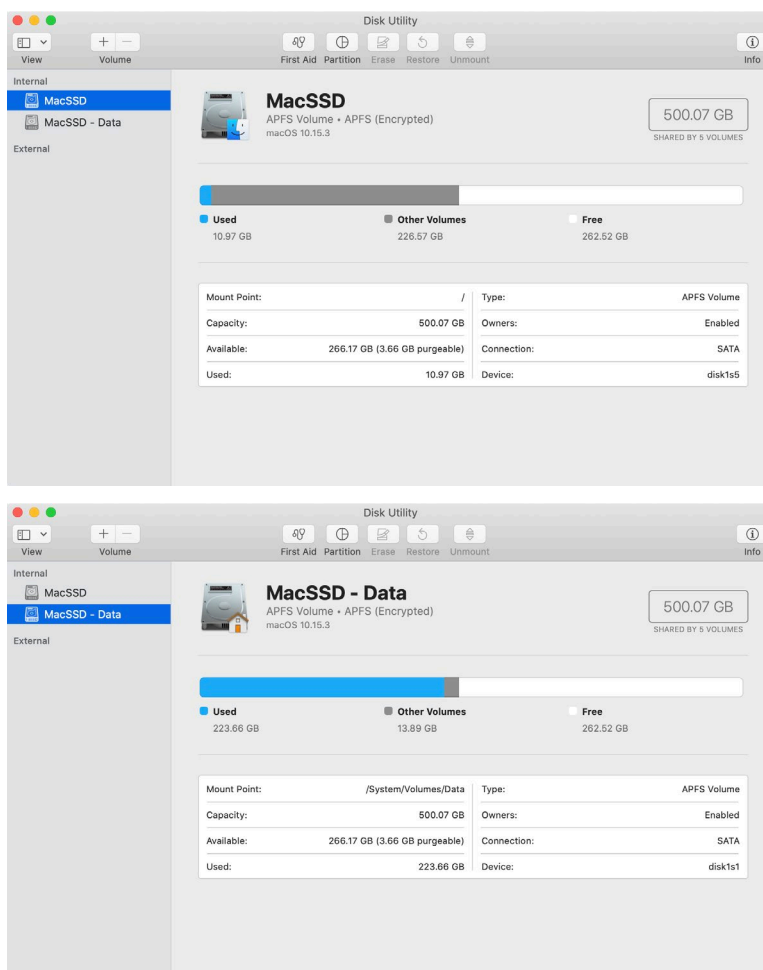 Disk Utility
View Volume First Aid Partition Erase Restore Unmount Info
Internal
MacSSD
MacSSD - Data
External
MacSSD
APFS Volume • APFS (Encrypted)
macOS 10.15.3
500.07 GB
SHARED BY 5 VOLUMES
Used Other Volumes Free
10.97 GB 226.57 GB 262.52 GB
Mount Point: / Type: APFS Volume
Capacity: 500.07 GB Owners: Enabled
Available: 266.17 GB (3.66 GB purgeable) Connection: SATA
Used: 10.97 GB Device: disk1s5
Disk Utility
View Volume First Aid Partition Erase Restore Unmount Info
Internal
MacSSD
MacSSD - Data
External
MacSSD - Data
APFS Volume • APFS (Encrypted)
macOS 10.15.3
500.07 GB
SHARED BY 5 VOLUMES
Used Other Volumes Free
223.66 GB 13.89 GB 262.52 GB
Mount Point: /System/Volumes/Data Type: APFS Volume
Capacity: 500.07 GB Owners: Enabled
Available: 266.17 GB (3.66 GB purgeable) Connection: SATA
Used: 223.66 GB Device: disk1s1